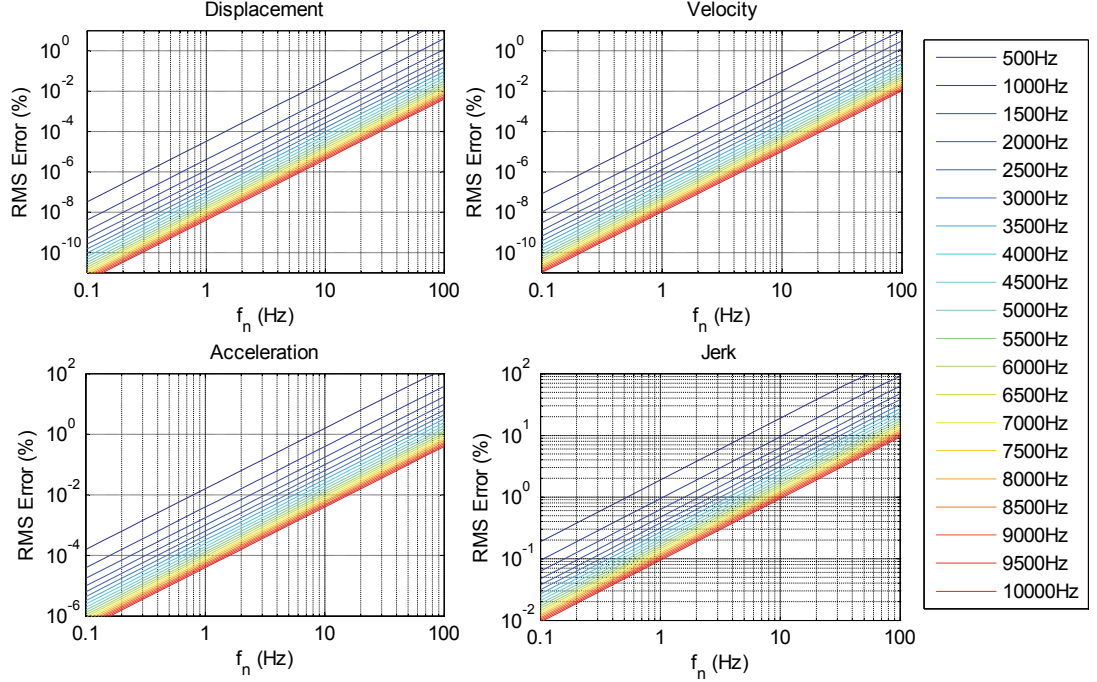 Displacement
10^0
10^-2
10^-4
10^-6
10^-8
10^-10
RMS Error (%)
0.1 1 10 100
f_n (Hz)
Velocity
10^0
10^-2
10^-4
10^-6
10^-8
10^-10
RMS Error (%)
0.1 1 10 100
f_n (Hz)
Acceleration
10^2
10^0
10^-2
10^-4
10^-6
RMS Error (%)
0.1 1 10 100
f_n (Hz)
Jerk
10^2
10^1
10^0
10^-1
10^-2
RMS Error (%)
0.1 1 10 100
f_n (Hz)
500Hz
1000Hz
1500Hz
2000Hz
2500Hz
3000Hz
3500Hz
4000Hz
4500Hz
5000Hz
5500Hz
6000Hz
6500Hz
7000Hz
7500Hz
8000Hz
8500Hz
9000Hz
9500Hz
10000Hz